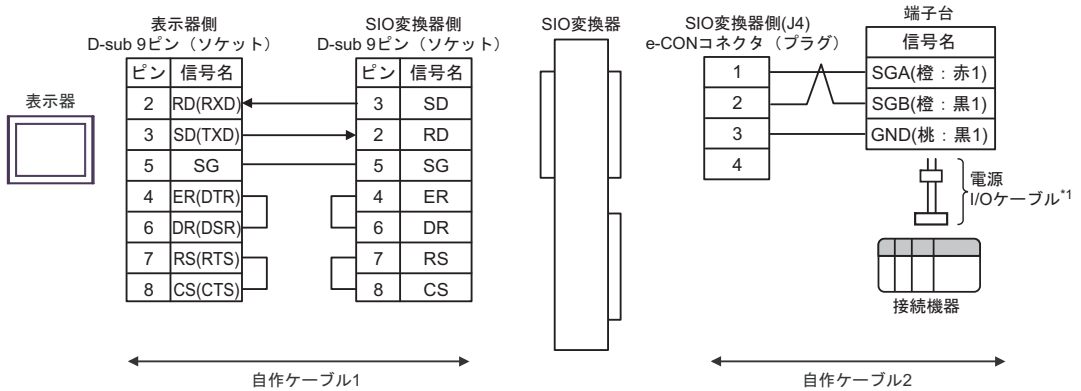 表示器
表示器側
D-sub 9ピン（ソケット）
ピン 信号名
2 RD(RXD)
3 SD(TXD)
5 SG
4 ER(DTR)
6 DR(DSR)
7 RS(RTS)
8 CS(CTS)
SIO変換器側
D-sub 9ピン（ソケット）
ピン 信号名
3 SD
2 RD
5 SG
4 ER
6 DR
7 RS
8 CS
自作ケーブル1
SIO変換器
SIO変換器側(J4)
e-CONコネクタ（プラグ）
1
2
3
4
端子台
信号名
SGA(橙：赤1)
SGB(橙：黒1)
GND(桃：黒1)
電源
I/Oケーブル*1
接続機器
自作ケーブル2